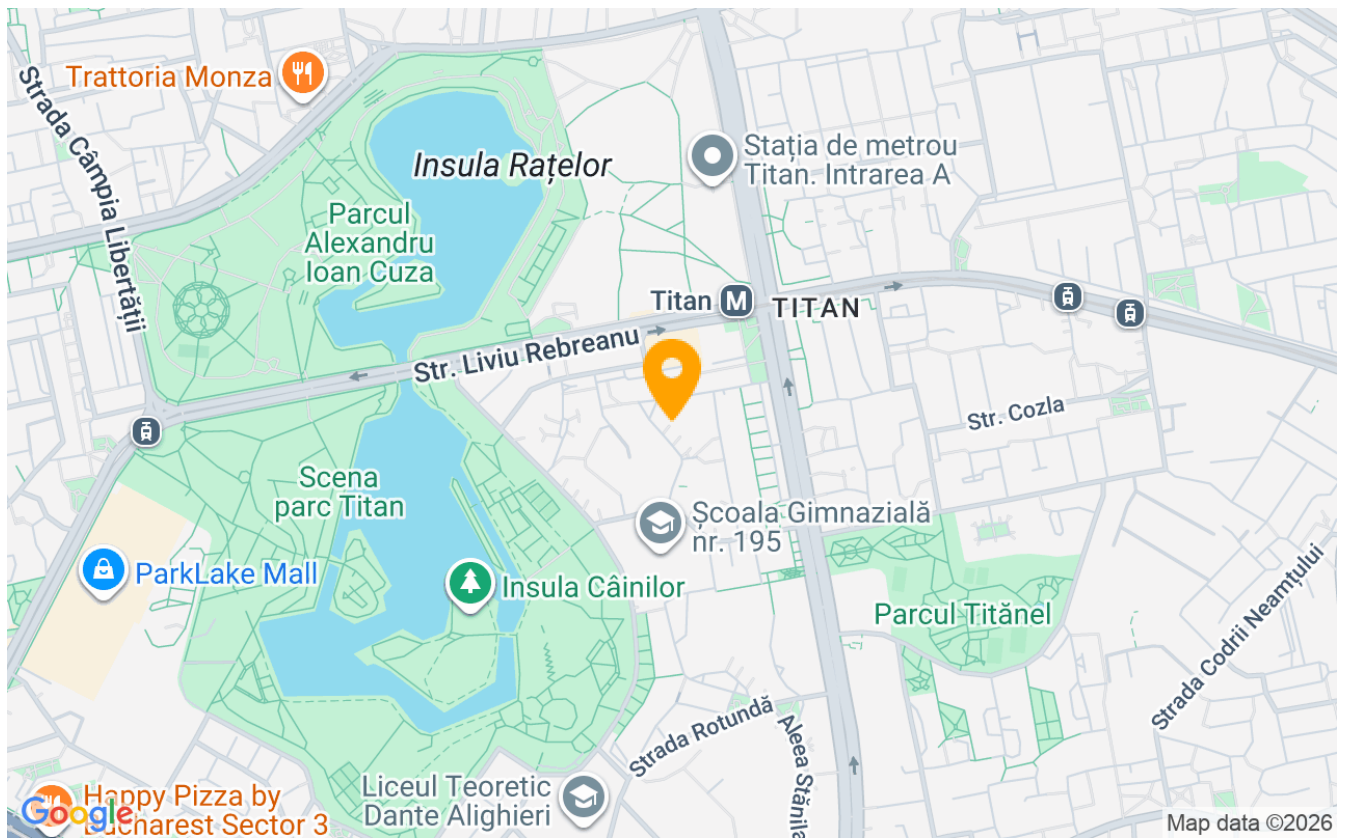 Trattoria Monza
Strada Câmpia Libertății
Insula Rațelor
Stația de metrou
Titan. Intrarea A
Parcul
Alexandru
Ioan Cuza
Titan
M
TITAN
Str. Liviu Rebreanu
Str. Cozla
Scena
parc Titan
Școala Gimnazială
nr. 195
ParkLake Mall
Insula Câinilor
Parcul Titănel
Strada Codrii Neamțului
Strada Rotundă
Aleea Stănila
Liceul Teoretic
Dante Alighieri
Happy Pizza by
Bucharest Sector 3
Google
Map data ©2026